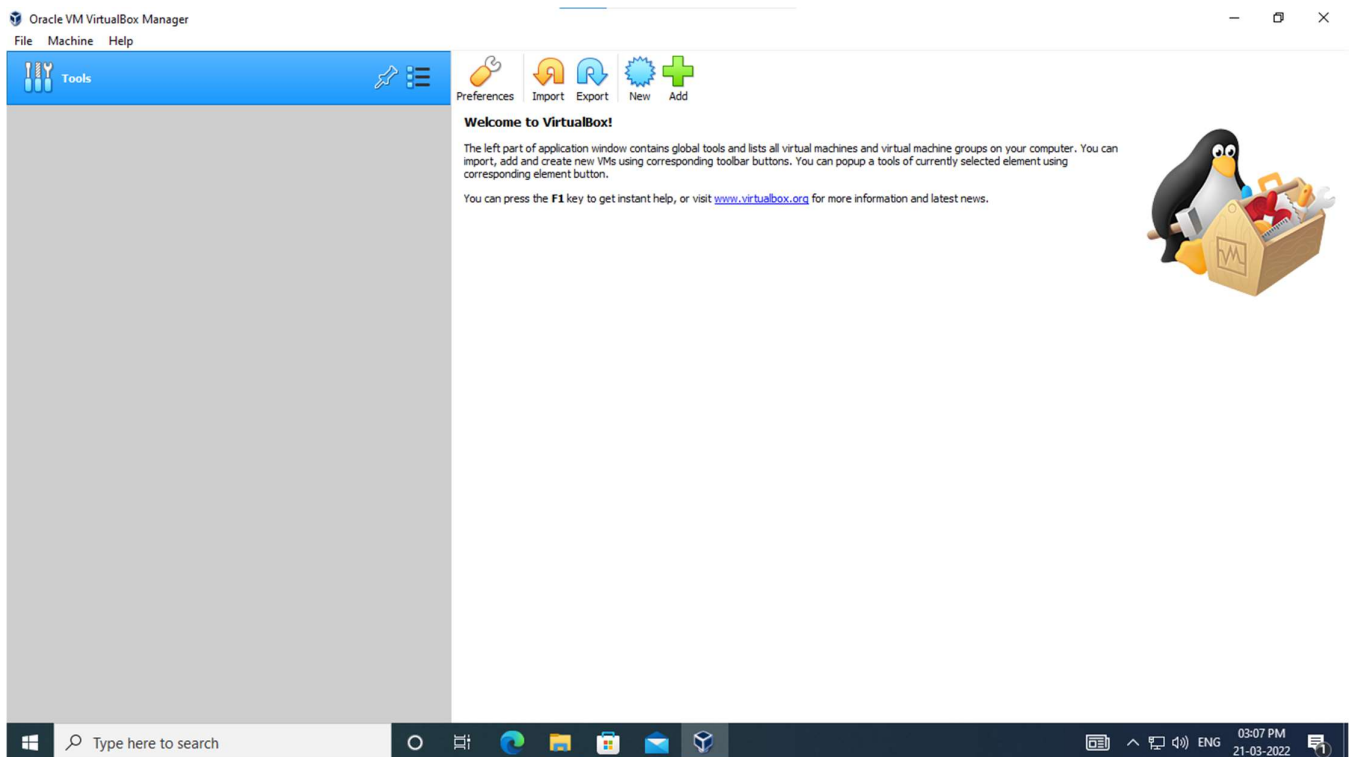 Oracle VM VirtualBox Manager
File Machine Help
Tools
Preferences Import Export New Add
Welcome to VirtualBox!
The left part of application window contains global tools and lists all virtual machines and virtual machine groups on your computer. You can
import, add and create new VMs using corresponding toolbar buttons. You can popup a tools of currently selected element using
corresponding element button.
You can press the F1 key to get instant help, or visit www.virtualbox.org for more information and latest news.
Type here to search
ENG
03:07 PM
21-03-2022
1